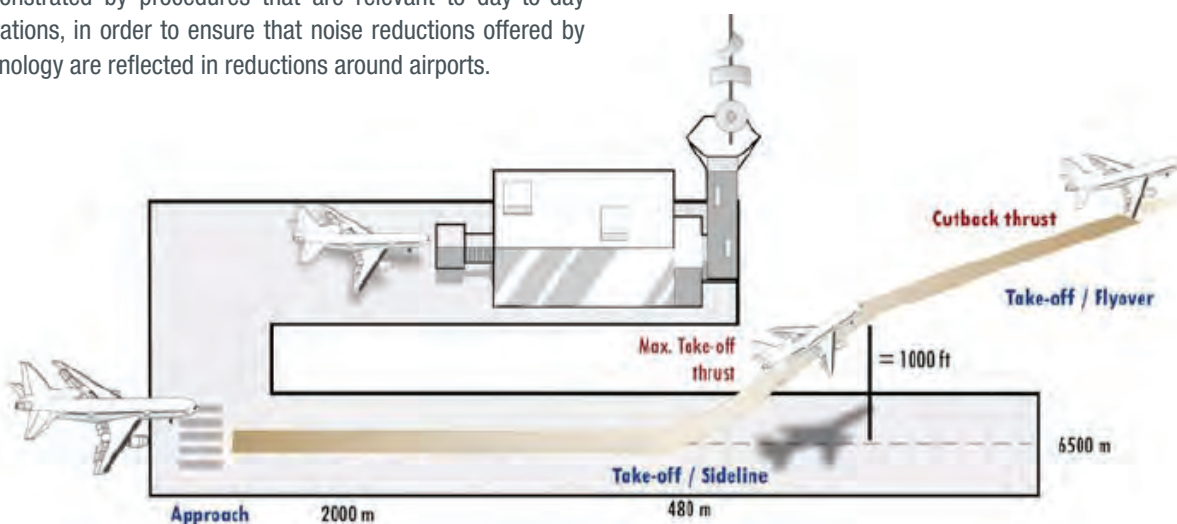 onstrated by procedures that are relevant to day-to-day
ations, in order to ensure that noise reductions offered by
nology are reflected in reductions around airports.
Cutback thrust
Take-off / Flyover
Max. Take-off
thrust
= 1000 ft
6500 m
Take-off / Sideline
Approach
2000 m
480 m